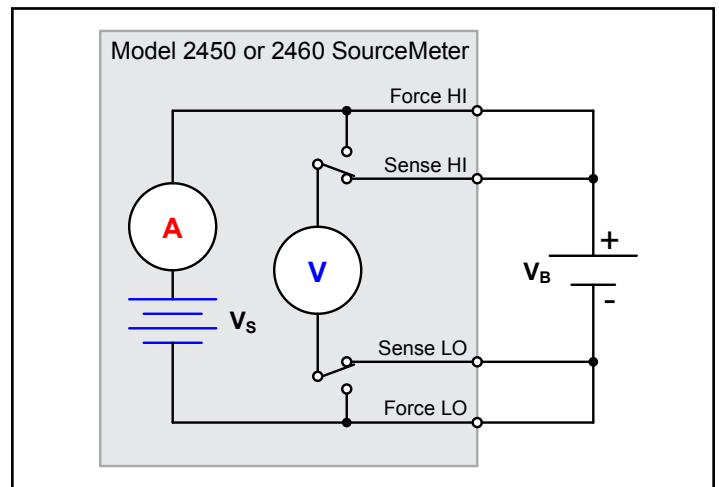 Model 2450 or 2460 SourceMeter
Force HI
Sense HI
A
V
VS
VB
+
-
Sense LO
Force LO